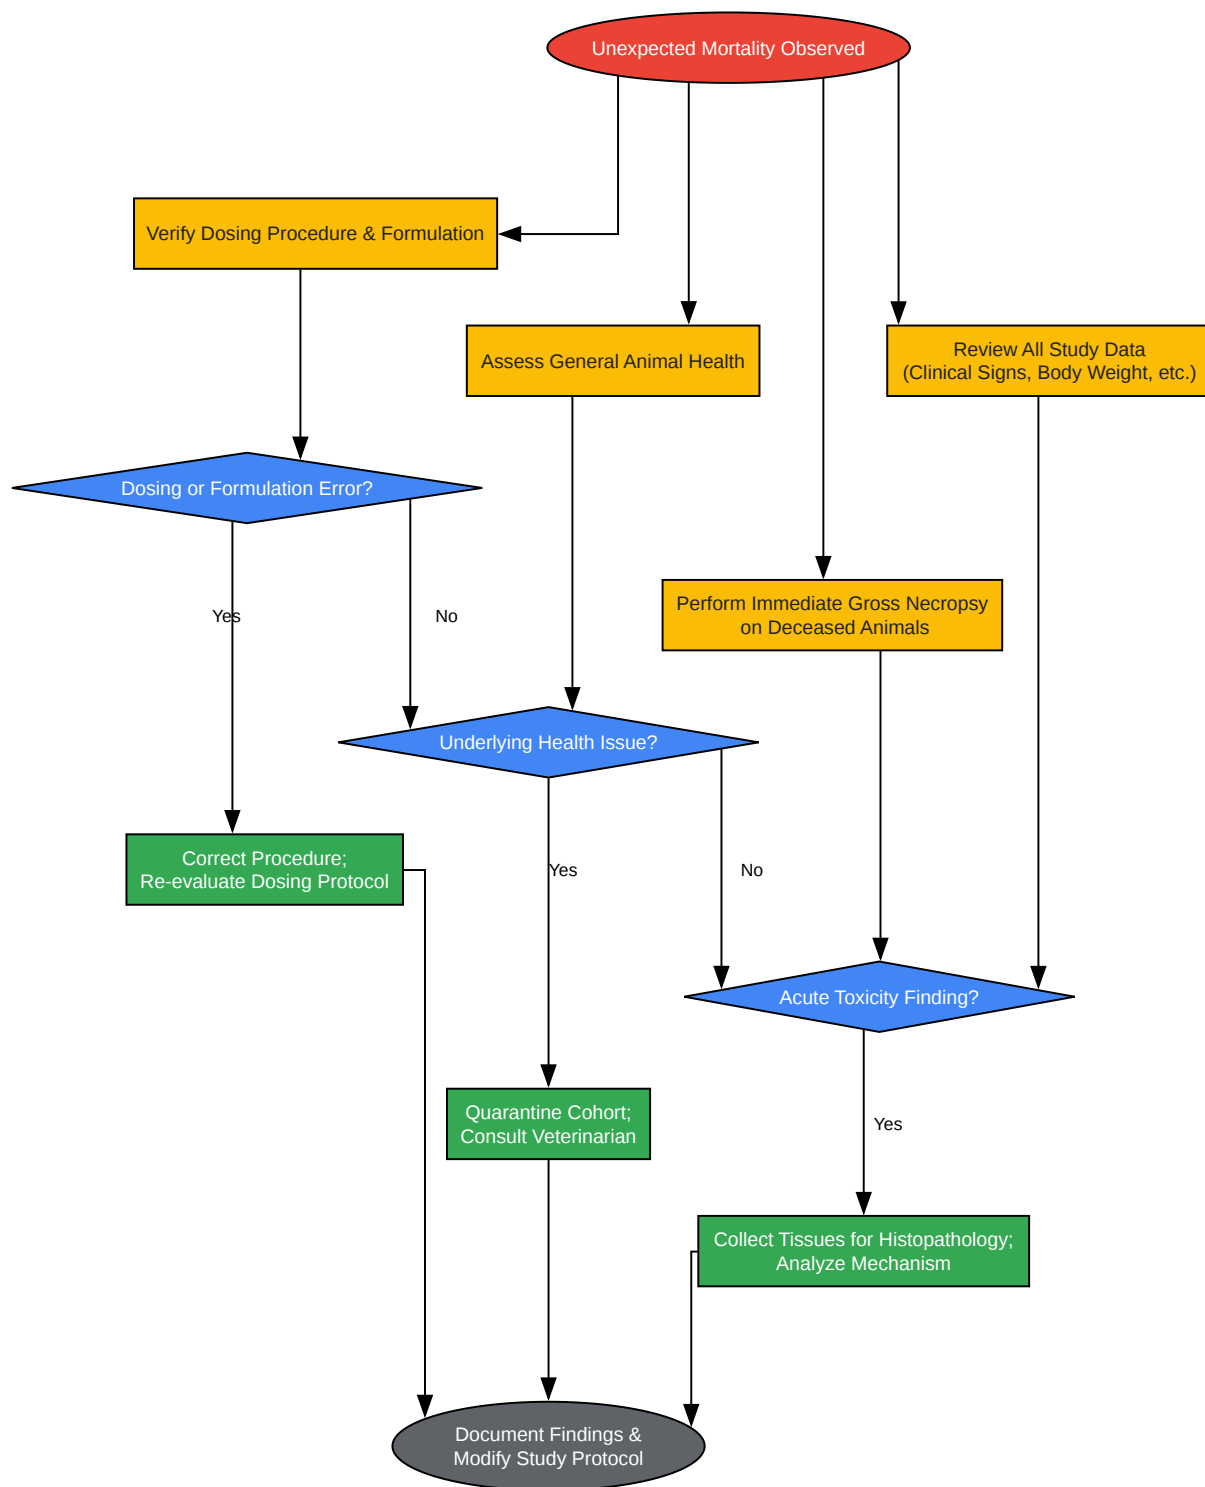 Unexpected Mortality Observed
Verify Dosing Procedure & Formulation
Assess General Animal Health
Review All Study Data
(Clinical Signs, Body Weight, etc.)
Dosing or Formulation Error?
Perform Immediate Gross Necropsy
on Deceased Animals
Yes
No
Underlying Health Issue?
Correct Procedure;
Re-evaluate Dosing Protocol
Yes
No
Acute Toxicity Finding?
Quarantine Cohort;
Consult Veterinarian
Yes
Collect Tissues for Histopathology;
Analyze Mechanism
Document Findings &
Modify Study Protocol